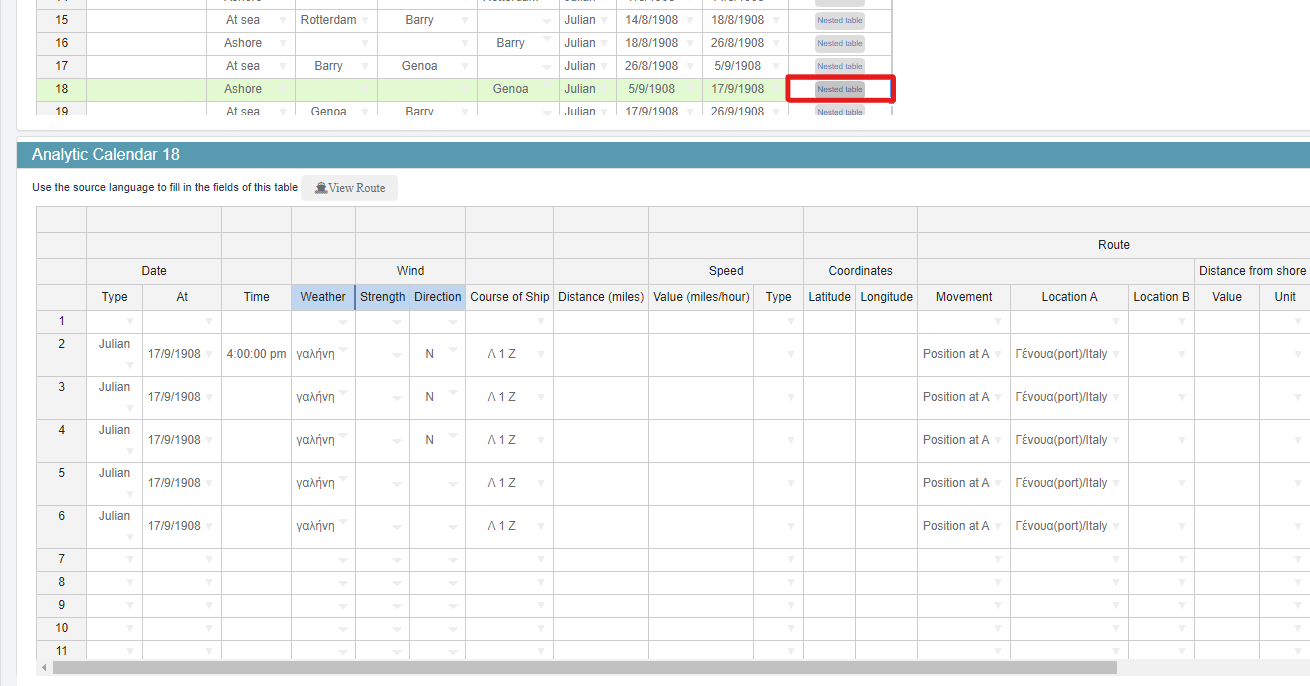 15 At sea Rotterdam Barry Julian 14/8/1908 18/8/1908 Nested table
16 Ashore Barry Julian 18/8/1908 26/8/1908 Nested table
17 At sea Barry Genoa Julian 26/8/1908 5/9/1908 Nested table
18 Ashore Genoa Julian 5/9/1908 17/9/1908 Nested table
19 At sea Genoa Barry Julian 17/9/1908 26/9/1908 Nested table
Analytic Calendar 18
Use the source language to fill in the fields of this table View Route
Route
Date Wind Speed Coordinates Distance from shore
Type At Time Weather Strength Direction Course of Ship Distance (miles) Value (miles/hour) Type Latitude Longitude Movement Location A Location B Value Unit
1
2 Julian 17/9/1908 4:00:00 pm γαλήνη N Λ 1 Ζ Position at A Γένουα(port)/Italy
3 Julian 17/9/1908 γαλήνη N Λ 1 Ζ Position at A Γένουα(port)/Italy
4 Julian 17/9/1908 γαλήνη N Λ 1 Ζ Position at A Γένουα(port)/Italy
5 Julian 17/9/1908 γαλήνη Λ 1 Ζ Position at A Γένουα(port)/Italy
6 Julian 17/9/1908 γαλήνη Λ 1 Ζ Position at A Γένουα(port)/Italy
7
8
9
10
11